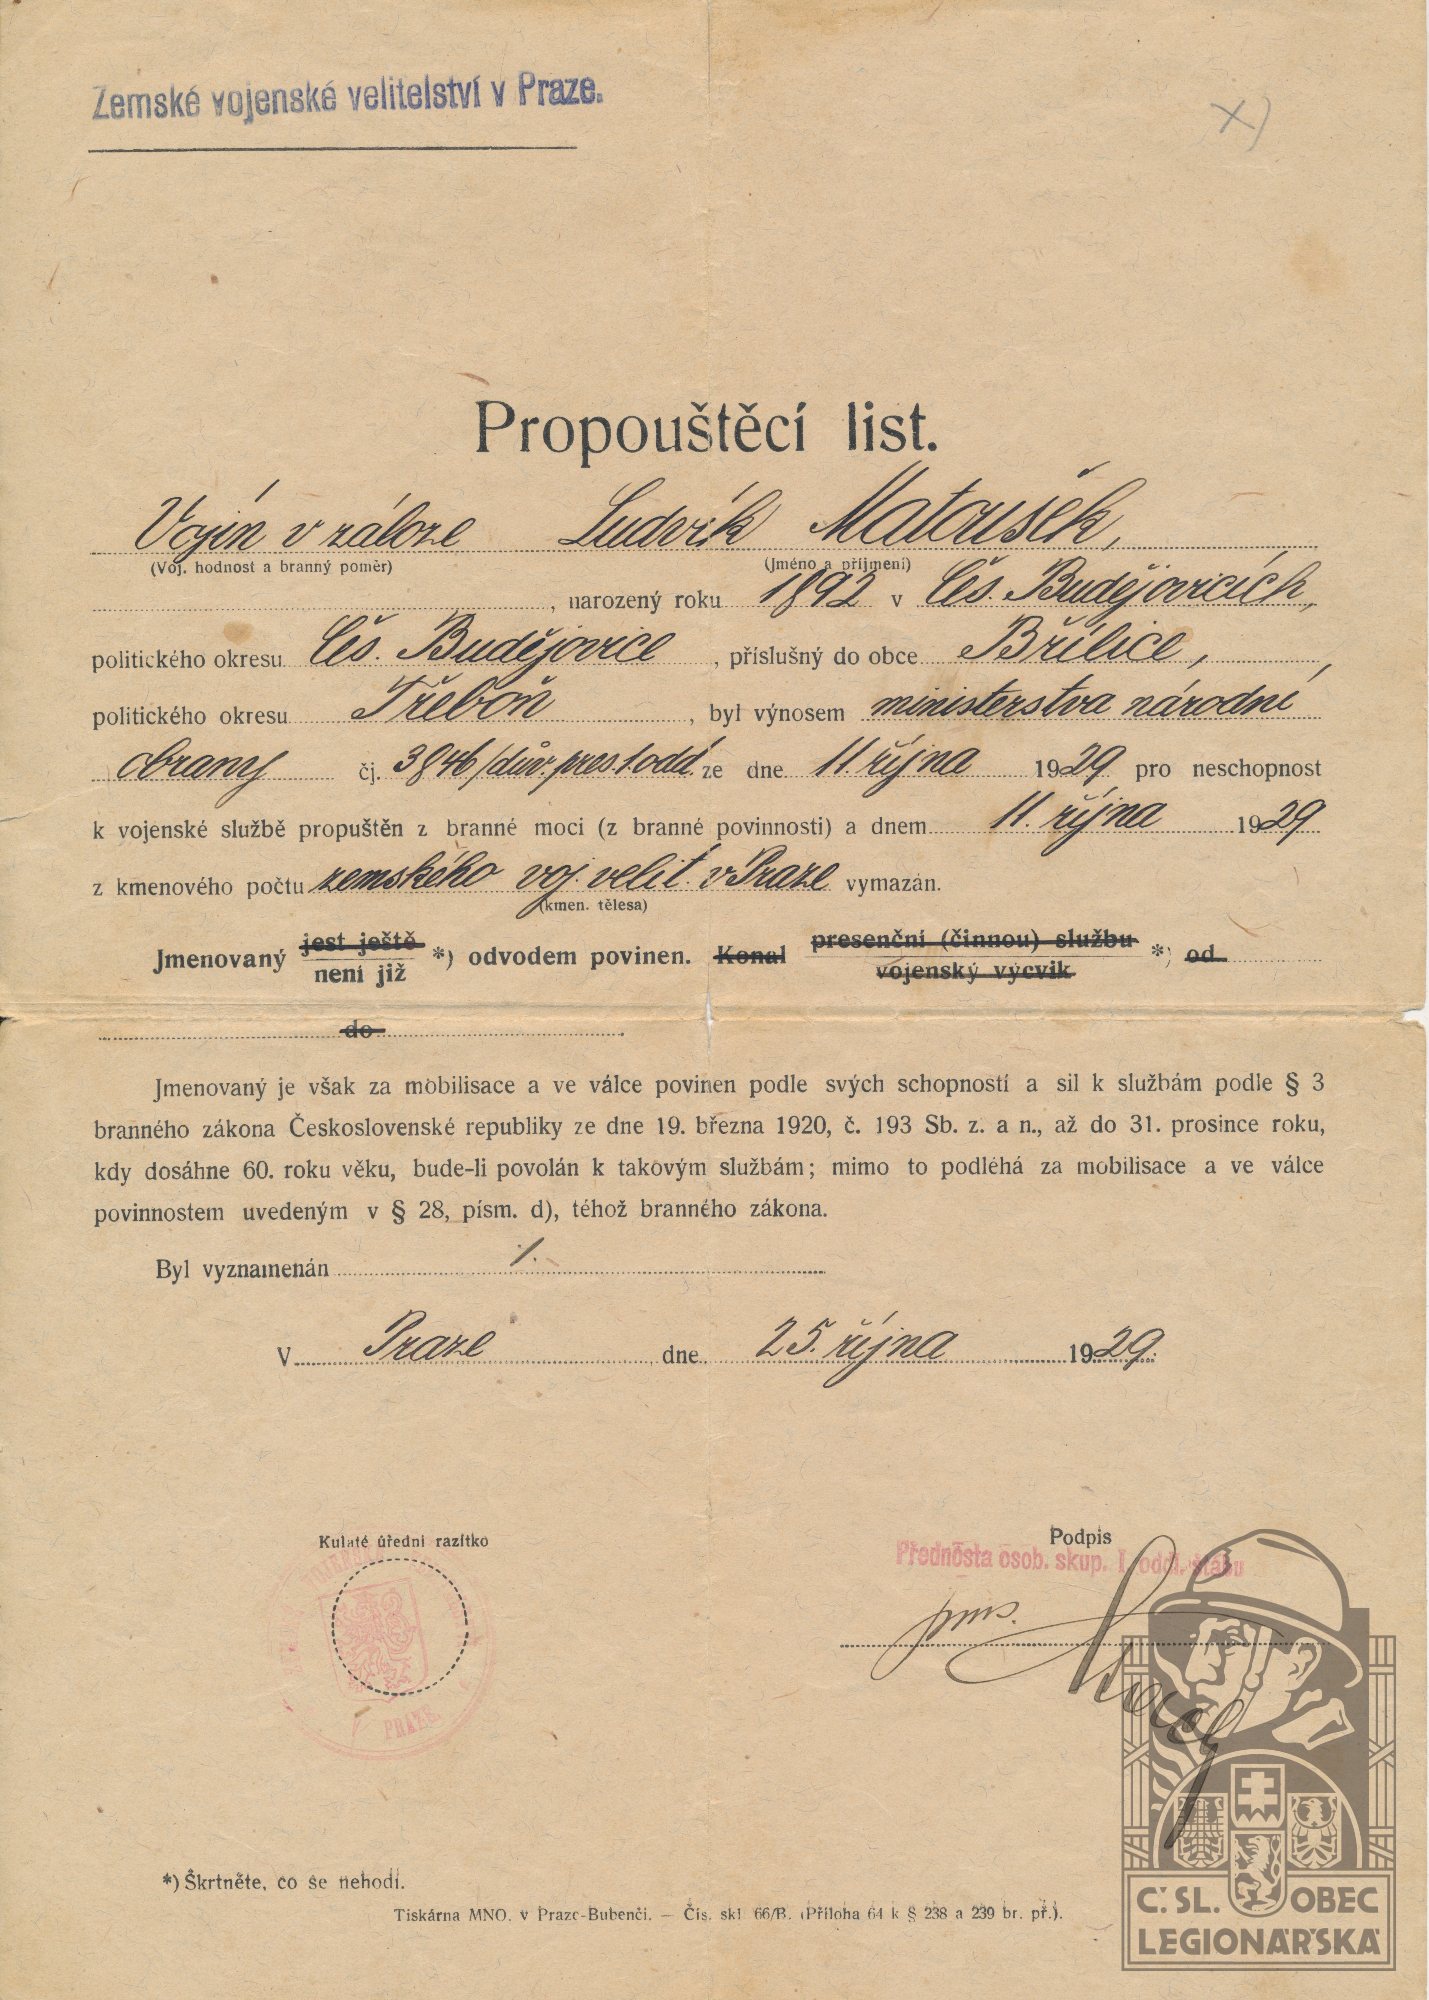 Zemské vojenské velitelství v Praze.
x)
Propouštěcí list.
Vojín v záloze Ludvík Matoušek,
(Voj. hodnost a branný poměr) (Jméno a příjmení)
, narozený roku 1892 v Čes. Budějovicích,
politického okresu Čes. Budějovice, příslušný do obce Břilice,
politického okresu Třeboň, byl výnosem ministerstva národní
obrany čj. 3846/dův. pres. 1. odd. ze dne 11. října 1929 pro neschopnost
k vojenské službě propuštěn z branné moci (z branné povinnosti) a dnem 11. října 1929
z kmenového počtu zemského voj. velit. v Praze vymazán.
(kmen. tělesa)
Jmenovaný jest ještě není již *) odvodem povinen. Konal presenční (činnou) službu vojenský výcvik *) od
do
Jmenovaný je však za mobilisace a ve válce povinen podle svých schopností a sil k službám podle § 3
branného zákona Československé republiky ze dne 19. března 1920, č. 193 Sb. z. a n., až do 31. prosince roku,
kdy dosáhne 60. roku věku, bude-li povolán k takovým službám; mimo to podléhá za mobilisace a ve válce
povinnostem uvedeným v § 28, písm. d), téhož branného zákona.
Byl vyznamenán ./.
V Praze dne 25. října 1929.
Kulaté úřední razítko
PRAZE
Podpis
Přednosta osob. skup. I. odděl. štábu
*) Škrtněte, co se nehodí.
Tiskárna MNO. v Praze-Bubenči. — Čís. skl. 66/B. (Příloha 64 k § 238 a 239 br. př.).
Č. SL. OBEC
LEGIONÁŘSKÁ